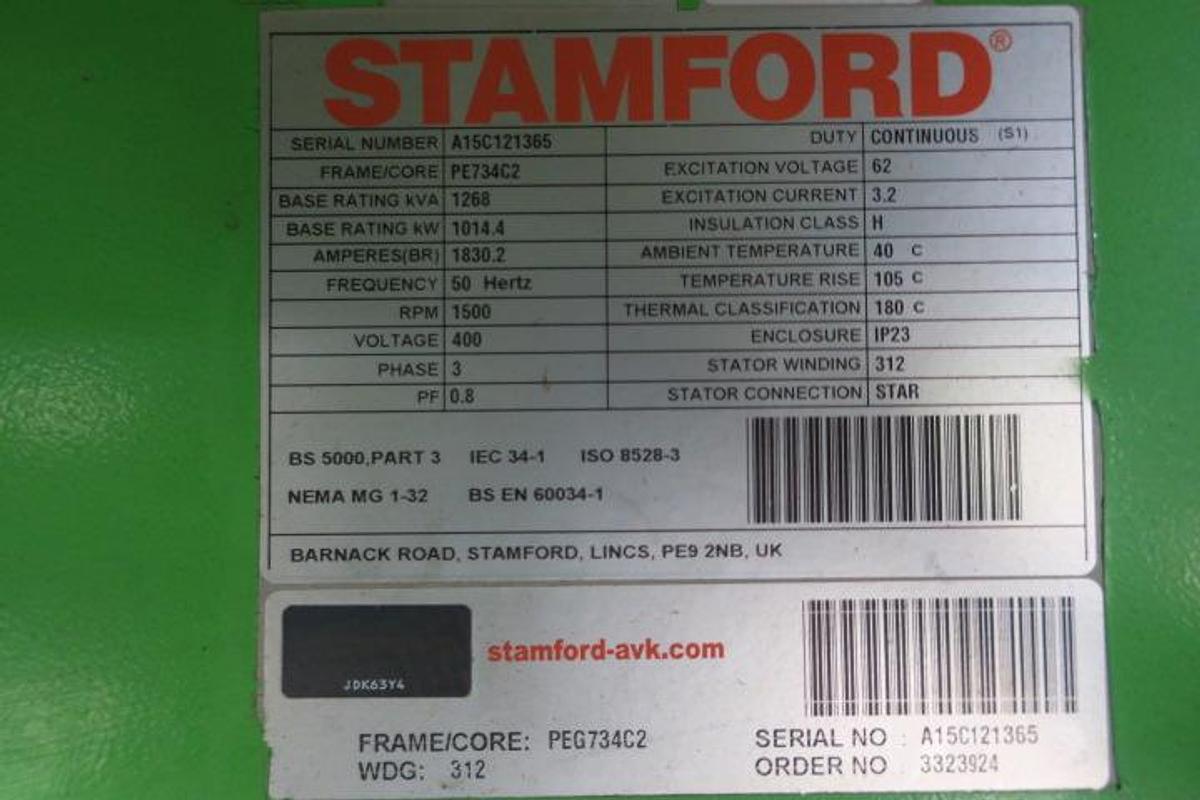 STAMFORD®
SERIAL NUMBER A15C121365 DUTY CONTINUOUS (S1)
FRAME/CORE PE734C2 EXCITATION VOLTAGE 62
BASE RATING kVA 1268 EXCITATION CURRENT 3.2
BASE RATING kW 1014.4 INSULATION CLASS H
AMPERES(BR) 1830.2 AMBIENT TEMPERATURE 40 C
FREQUENCY 50 Hertz TEMPERATURE RISE 105 C
RPM 1500 THERMAL CLASSIFICATION 180 C
VOLTAGE 400 ENCLOSURE IP23
PHASE 3 STATOR WINDING 312
PF 0.8 STATOR CONNECTION STAR
BS 5000,PART 3 IEC 34-1 ISO 8528-3
NEMA MG 1-32 BS EN 60034-1
BARNACK ROAD, STAMFORD, LINCS, PE9 2NB, UK
stamford-avk.com
JDK63Y4
FRAME/CORE: PEG734C2 SERIAL NO : A15C121365
WDG: 312 ORDER NO : 3323924